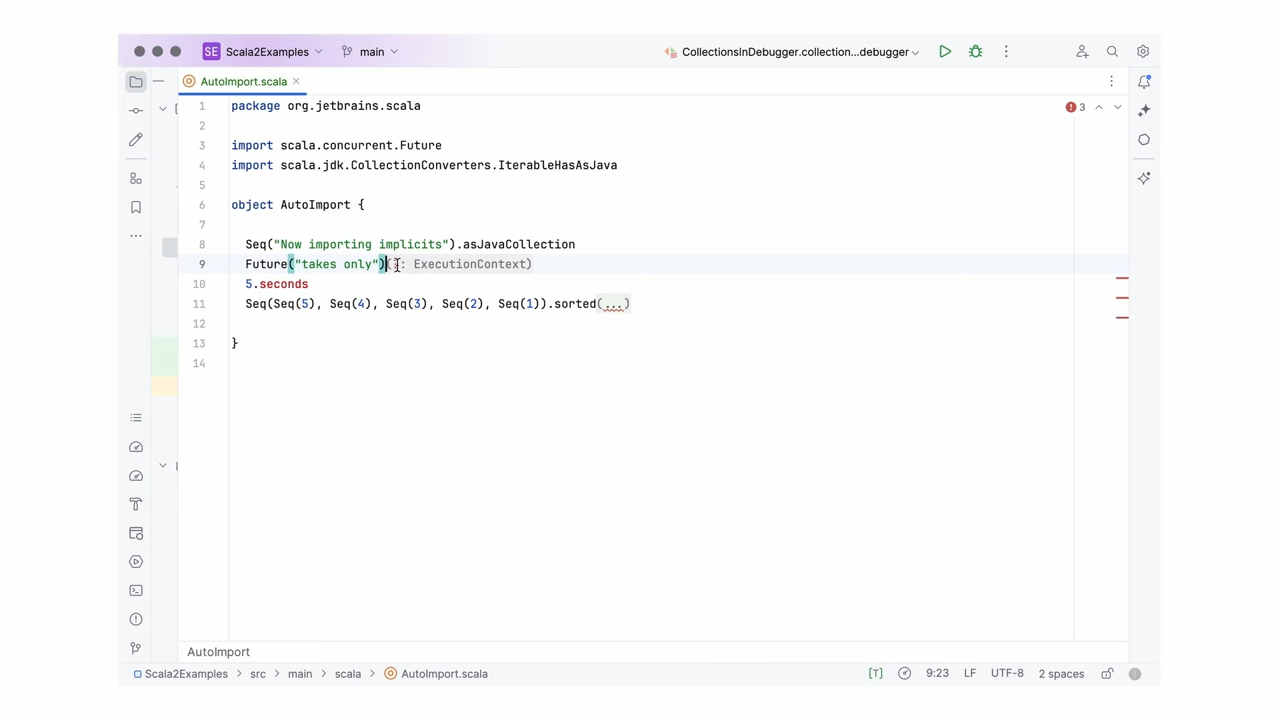 SE Scala2Examples main CollectionsInDebugger.collection...debugger
AutoImport.scala
1 package org.jetbrains.scala 3
2
3 import scala.concurrent.Future
4 import scala.jdk.CollectionConverters.IterableHasAsJava
5
6 object AutoImport {
7
8 Seq("Now importing implicits").asJavaCollection
9 Future("takes only")(?: ExecutionContext)
10 5.seconds
11 Seq(Seq(5), Seq(4), Seq(3), Seq(2), Seq(1)).sorted(...)
12
13 }
14
AutoImport
Scala2Examples > src > main > scala > AutoImport.scala [T] 9:23 LF UTF-8 2 spaces